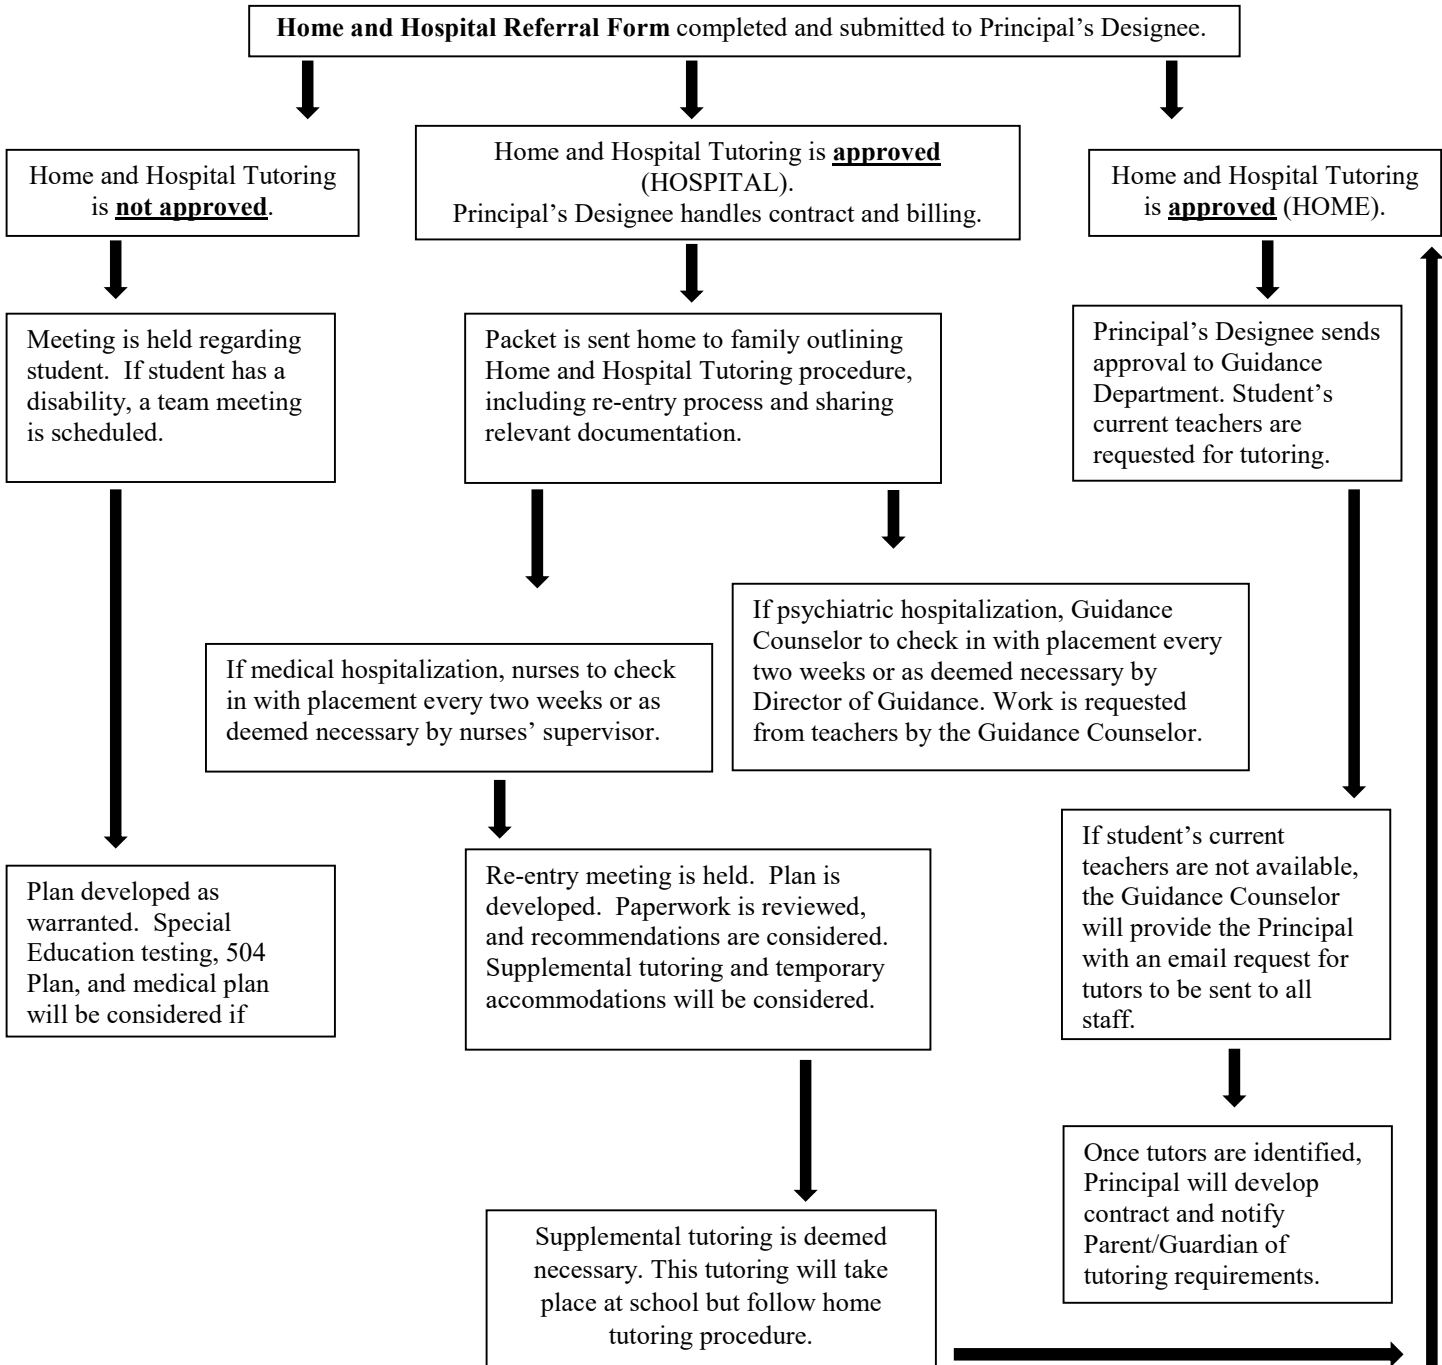 Home and Hospital Referral Form completed and submitted to Principal’s Designee.
Home and Hospital Tutoring
is not approved.
Home and Hospital Tutoring is approved
(HOSPITAL).
Principal’s Designee handles contract and billing.
Home and Hospital Tutoring
is approved (HOME).
Meeting is held regarding
student.  If student has a
disability, a team meeting
is scheduled.
Packet is sent home to family outlining
Home and Hospital Tutoring procedure,
including re-entry process and sharing
relevant documentation.
Principal’s Designee sends
approval to Guidance
Department. Student’s
current teachers are
requested for tutoring.
If medical hospitalization, nurses to check
in with placement every two weeks or as
deemed necessary by nurses’ supervisor.
If psychiatric hospitalization, Guidance
Counselor to check in with placement every
two weeks or as deemed necessary by
Director of Guidance. Work is requested
from teachers by the Guidance Counselor.
Plan developed as
warranted.  Special
Education testing, 504
Plan, and medical plan
will be considered if
Re-entry meeting is held.  Plan is
developed.  Paperwork is reviewed,
and recommendations are considered.
Supplemental tutoring and temporary
accommodations will be considered.
If student’s current
teachers are not available,
the Guidance Counselor
will provide the Principal
with an email request for
tutors to be sent to all
staff.
Once tutors are identified,
Principal will develop
contract and notify
Parent/Guardian of
tutoring requirements.
Supplemental tutoring is deemed
necessary. This tutoring will take
place at school but follow home
tutoring procedure.